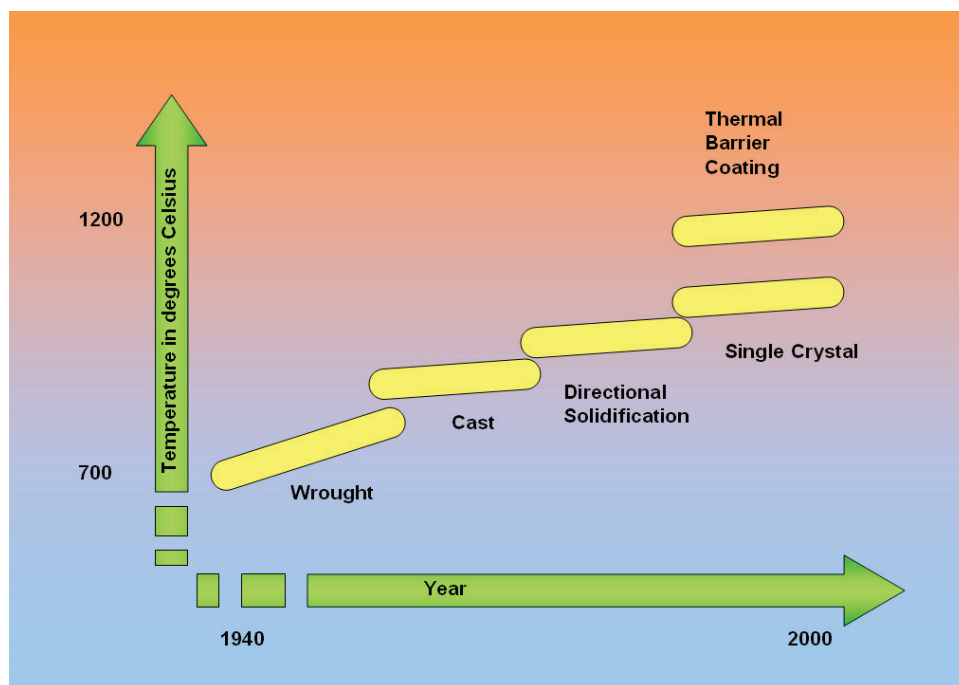 Thermal
Barrier
Coating
1200
Temperature in degrees Celsius
Single Crystal
Directional
Solidification
Cast
700
Wrought
Year
1940
2000